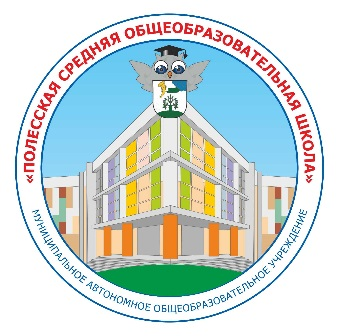 «ПОЛЕССКАЯ СРЕДНЯЯ ОБЩЕОБРАЗОВАТЕЛЬНАЯ ШКОЛА»
МУНИЦИПАЛЬНОЕ АВТОНОМНОЕ ОБЩЕОБРАЗОВАТЕЛЬНОЕ УЧРЕЖДЕНИЕ